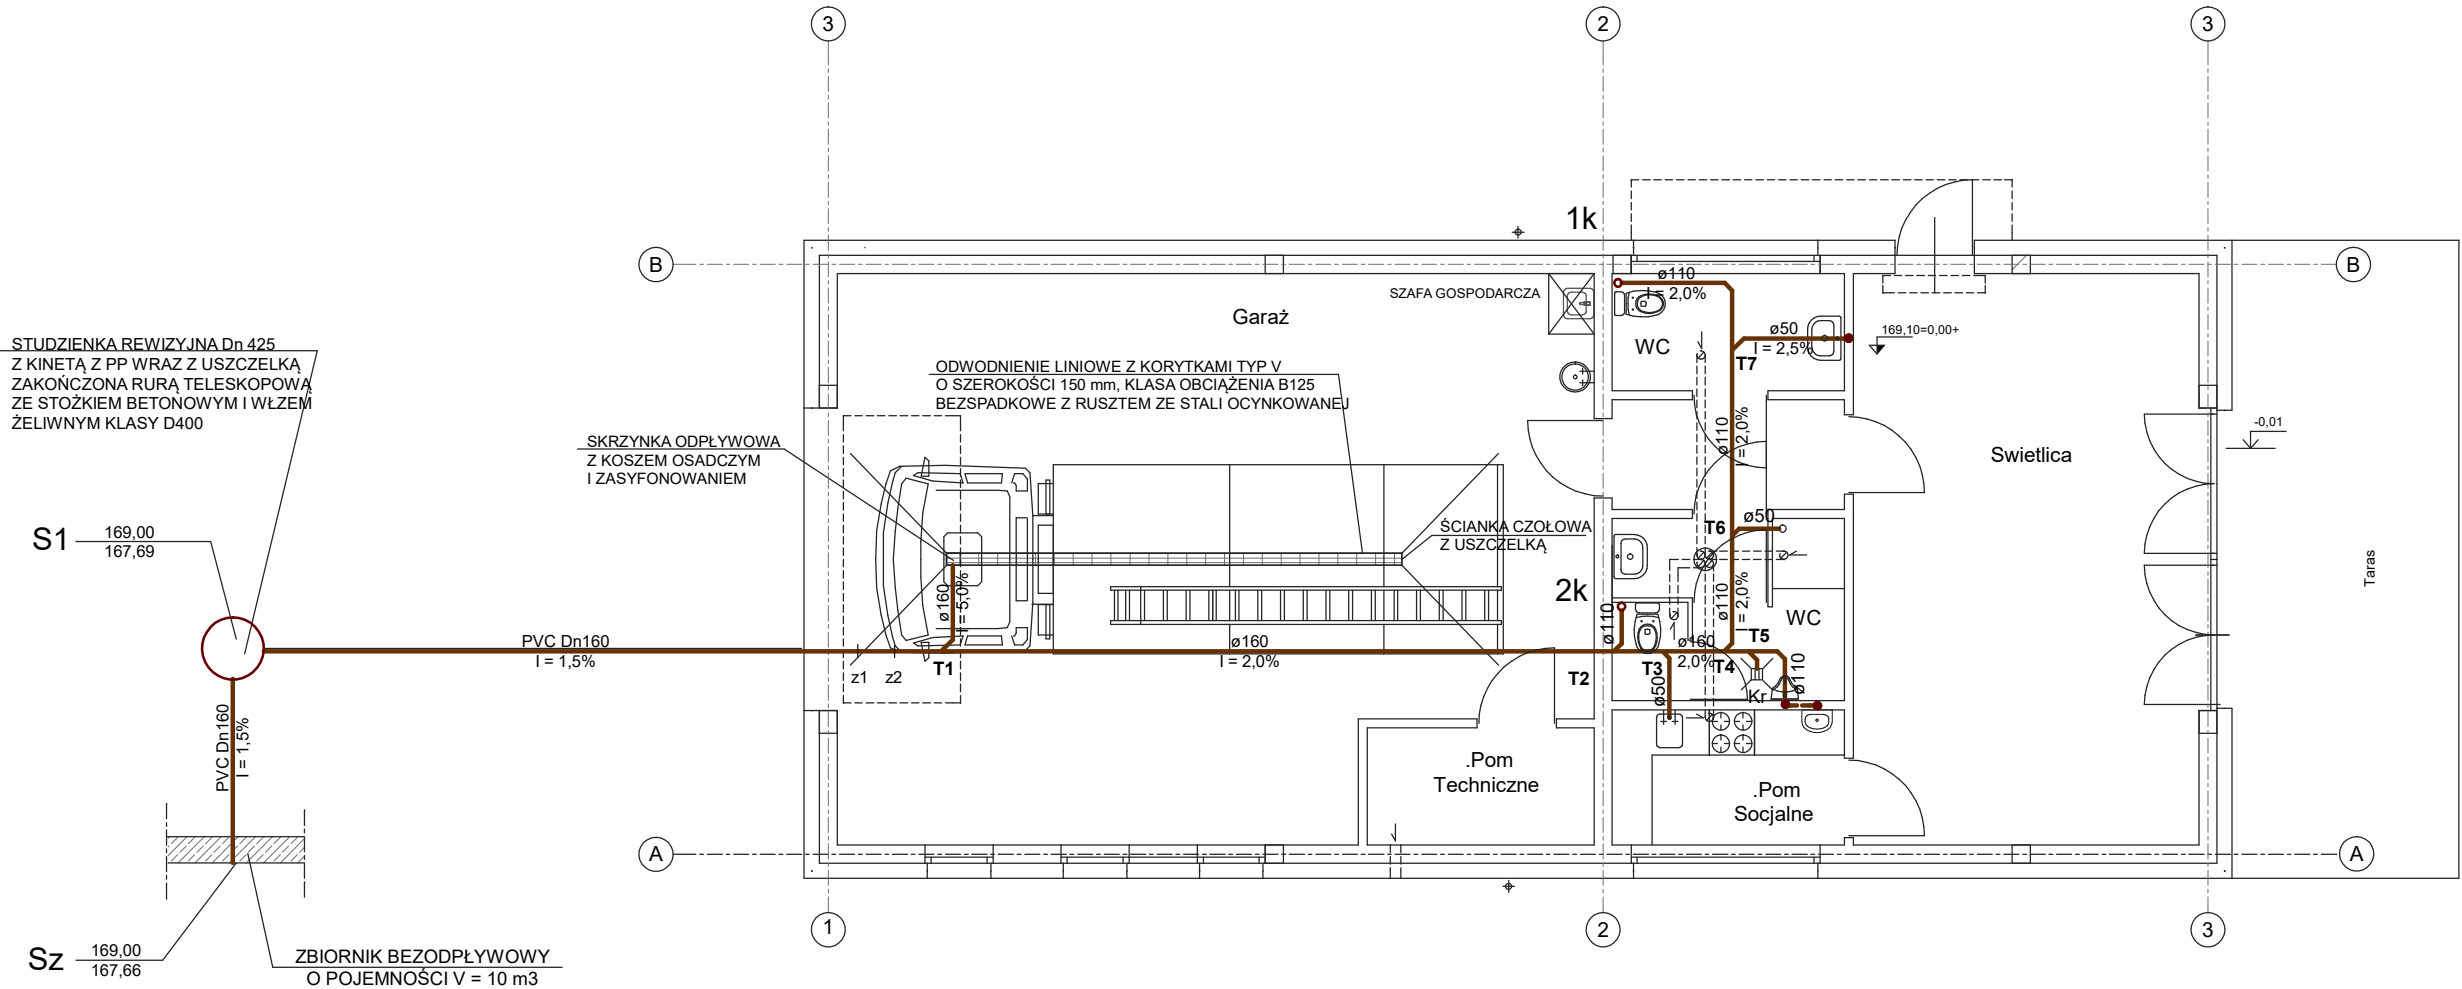 3
2
3
1k
B
B
ø110
I = 2,0%
SZAFA GOSPODARCZA
Garaż
ø50
I = 2,5%
169,10=0,00+
WC
T7
STUDZIENKA REWIZYJNA Dn 425
Z KINETĄ Z PP WRAZ Z USZCZELKĄ
ZAKOŃCZONA RURĄ TELESKOPOWĄ
ZE STOŻKIEM BETONOWYM I WŁZEM
ŻELIWNYM KLASY D400
ODWODNIENIE LINIOWE Z KORYTKAMI TYP V
O SZEROKOŚCI 150 mm, KLASA OBCIĄŻENIA B125
BEZSPADKOWE Z RUSZTEM ZE STALI OCYNKOWANEJ
SKRZYNKA ODPŁYWOWA
Z KOSZEM OSADCZYM
I ZASYFONOWANIEM
ø110
I = 2,0%
-0,01
Swietlica
S1
169,00
167,69
ŚCIANKA CZOŁOWA
Z USZCZELKĄ
T6
ø50
Taras
2k
ø160
I = 5,0%
ø110
ø110
I = 2,0%
WC
PVC Dn160
I = 1,5%
ø160
I = 2,0%
ø160
2,0%
T5
z1
z2
T1
T2
T3
T4
ø50
Kr
ø110
PVC Dn160
I = 1,5%
.Pom
Techniczne
.Pom
Socjalne
A
A
1
2
3
Sz
169,00
167,66
ZBIORNIK BEZODPŁYWOWY
O POJEMNOŚCI V = 10 m3